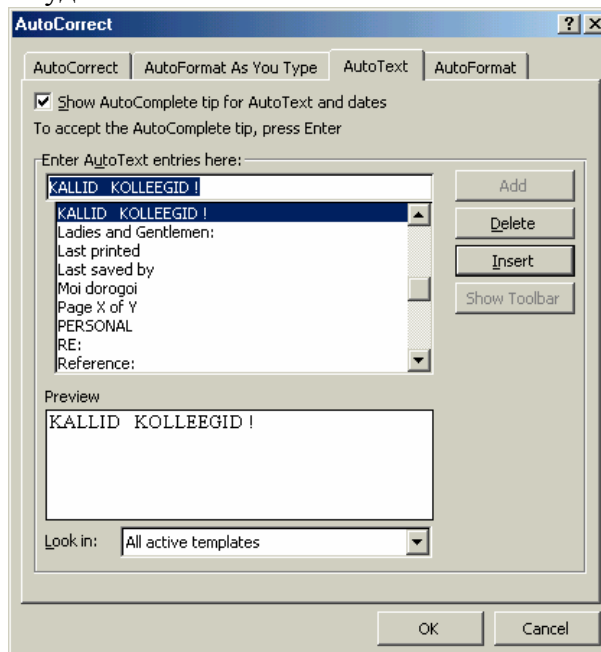 AutoCorrect
AutoCorrect AutoFormat As You Type AutoText AutoFormat
Show AutoComplete tip for AutoText and dates
To accept the AutoComplete tip, press Enter
Enter AutoText entries here:
KALLID KOLLEEGID !
Add
KALLID KOLLEEGID !
Ladies and Gentlemen:
Last printed
Last saved by
Moi dorogoi
Page X of Y
PERSONAL
RE:
Reference:
Delete
Insert
Show Toolbar
Preview
KALLID KOLLEEGID !
Look in: All active templates
OK Cancel